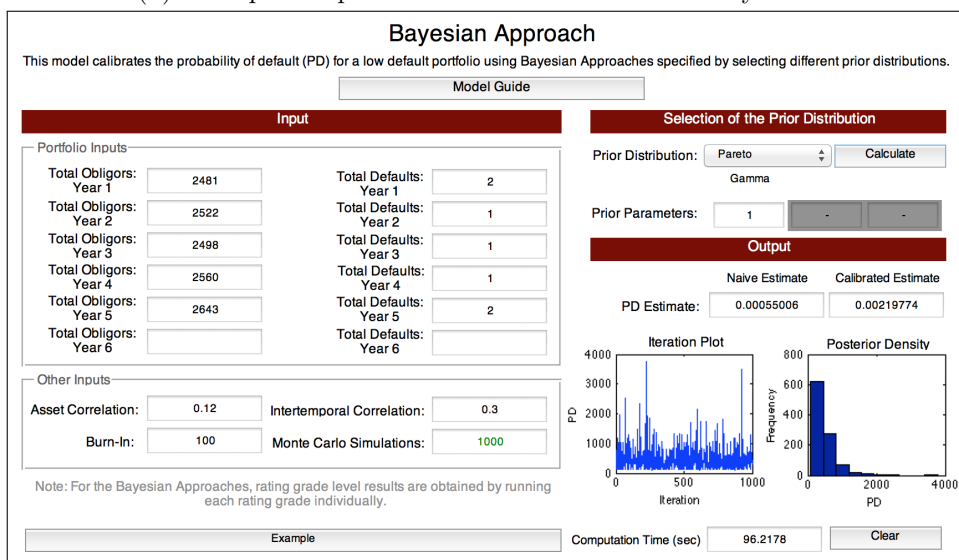 Bayesian Approach
This model calibrates the probability of default (PD) for a low default portfolio using Bayesian Approaches specified by selecting different prior distributions.
Model Guide
Input
Portfolio Inputs
Total Obligors: Year 1
2481
Total Defaults: Year 1
2
Total Obligors: Year 2
2522
Total Defaults: Year 2
1
Total Obligors: Year 3
2498
Total Defaults: Year 3
1
Total Obligors: Year 4
2560
Total Defaults: Year 4
1
Total Obligors: Year 5
2643
Total Defaults: Year 5
2
Total Obligors: Year 6
Total Defaults: Year 6
Other Inputs
Asset Correlation:
0.12
Intertemporal Correlation:
0.3
Burn-In:
100
Monte Carlo Simulations:
1000
Note: For the Bayesian Approaches, rating grade level results are obtained by running
each rating grade individually.
Example
Selection of the Prior Distribution
Prior Distribution:
Pareto
Calculate
Gamma
Prior Parameters:
1
-
-
Output
Naive Estimate
Calibrated Estimate
PD Estimate:
0.00055006
0.00219774
Iteration Plot
4000
3000
2000
1000
0
PD
0
500
1000
Iteration
Posterior Density
800
600
400
200
0
Frequency
0
2000
4000
PD
Computation Time (sec)
96.2178
Clear